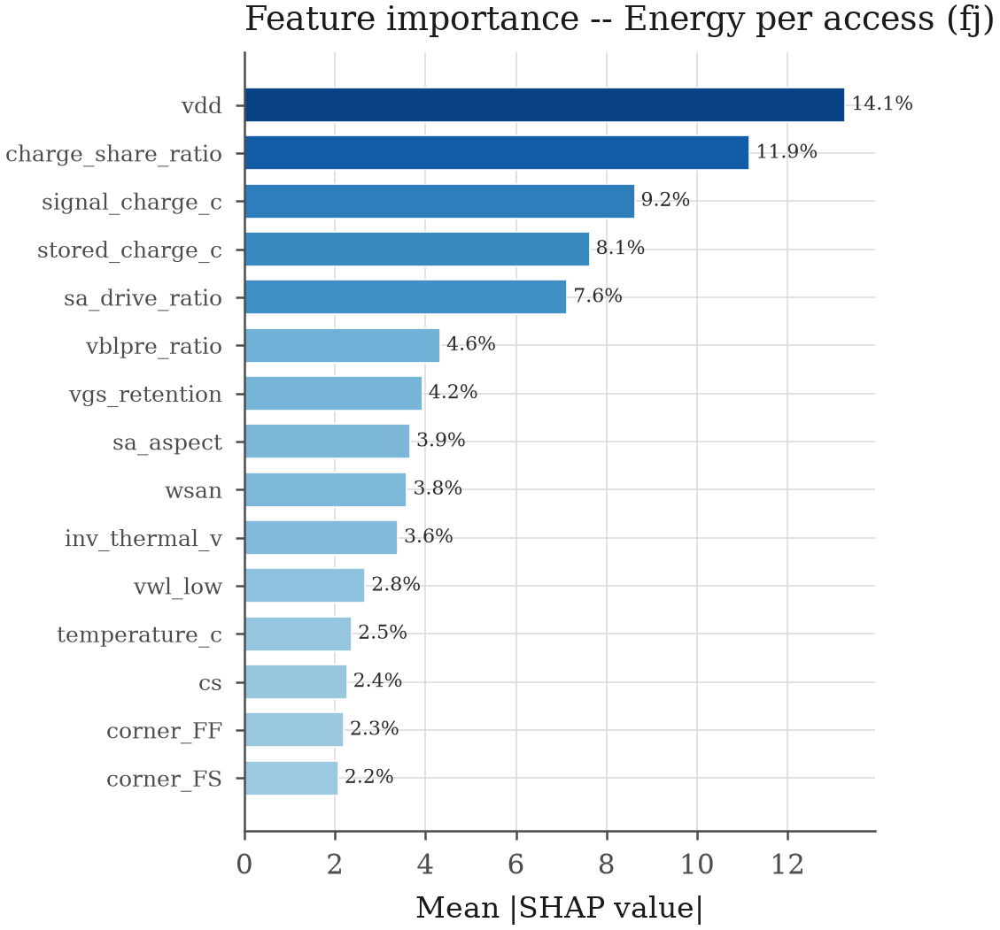 Feature importance -- Energy per access (fj)
vdd 14.1%
charge_share_ratio 11.9%
signal_charge_c 9.2%
stored_charge_c 8.1%
sa_drive_ratio 7.6%
vblpre_ratio 4.6%
vgs_retention 4.2%
sa_aspect 3.9%
wsan 3.8%
inv_thermal_v 3.6%
vwl_low 2.8%
temperature_c 2.5%
cs 2.4%
corner_FF 2.3%
corner_FS 2.2%
0 2 4 6 8 10 12
Mean |SHAP value|